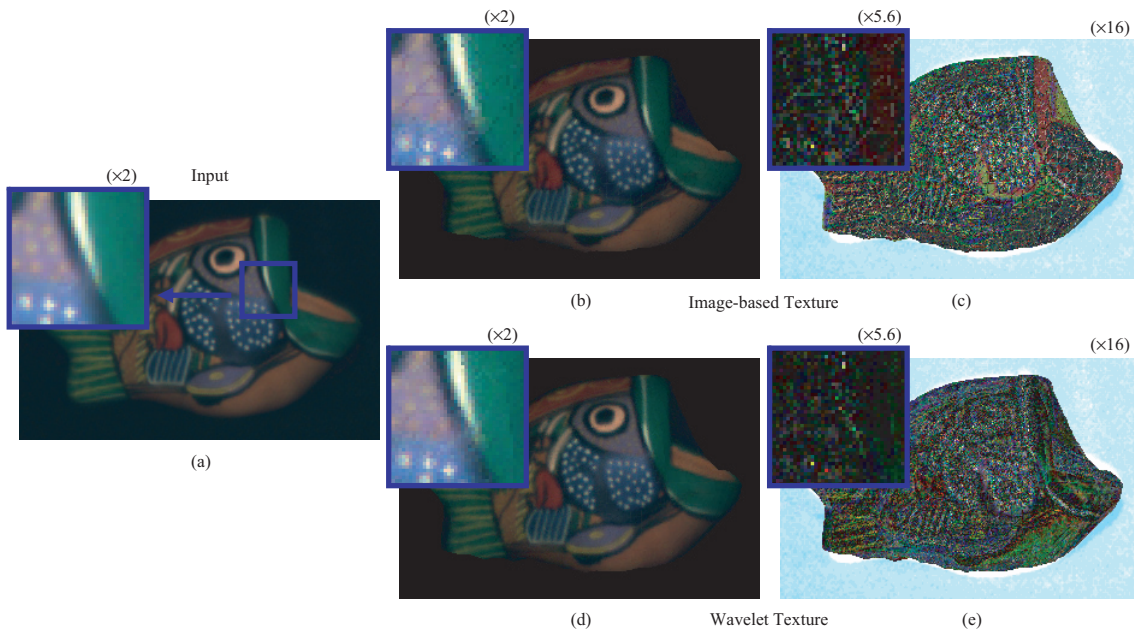 (×2)
(×5.6)
(×16)
(×2)
Input
(a)
(b)
Image-based Texture
(c)
(×2)
(×5.6)
(×16)
(d)
Wavelet Texture
(e)